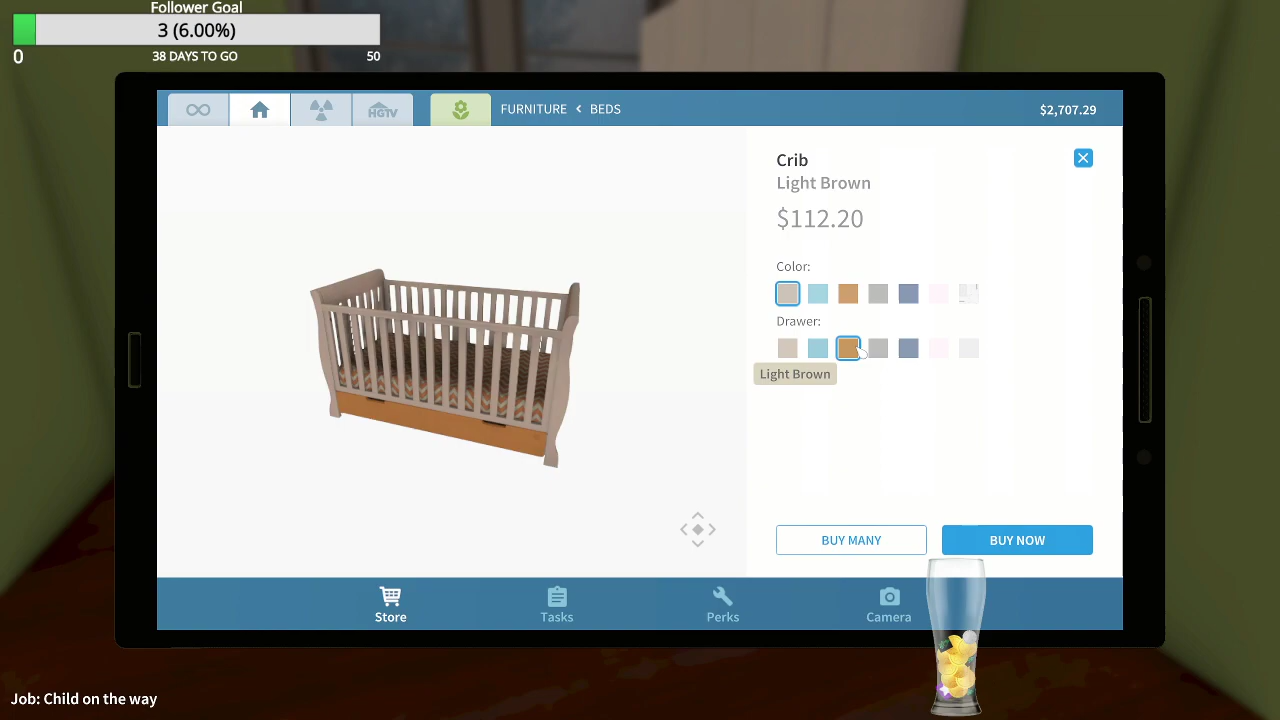 Follower Goal
3 (6.00%)
0
38 DAYS TO GO
50
HGTV
FURNITURE < BEDS
$2,707.29
Crib
Light Brown
$112.20
Color:
Drawer:
Light Brown
BUY MANY
BUY NOW
Store
Tasks
Perks
Camera
Job: Child on the way